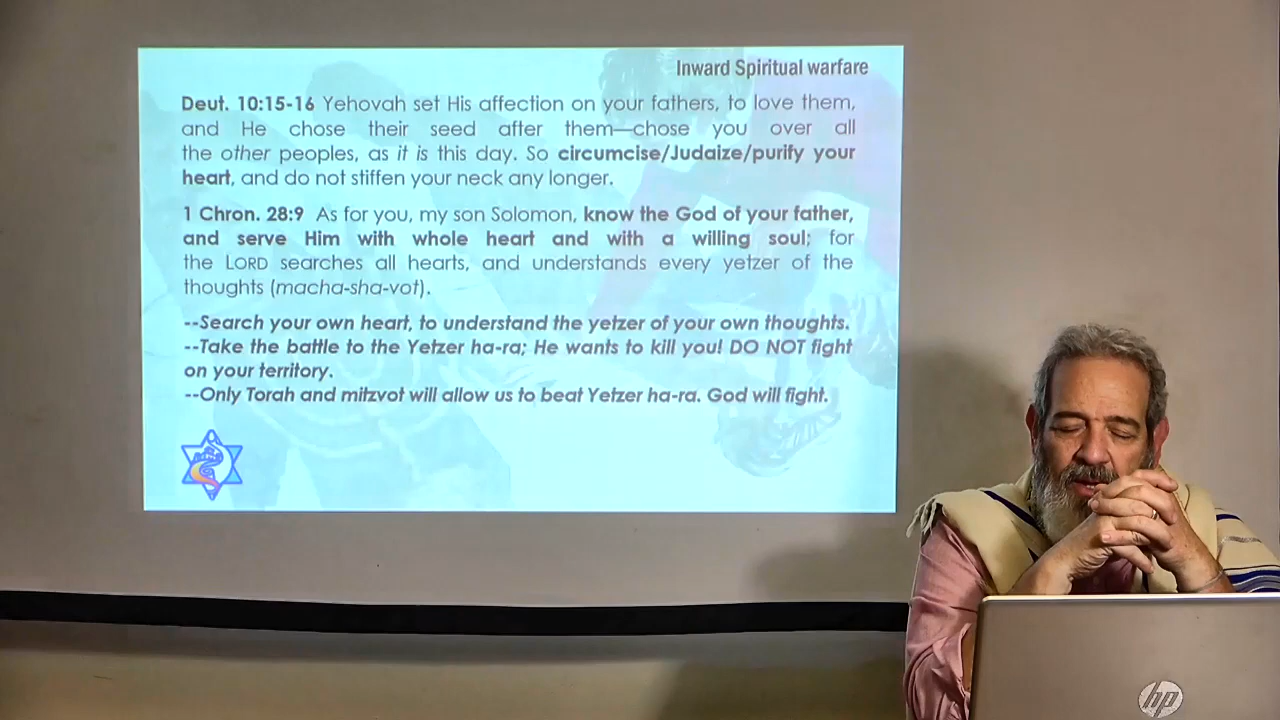 Inward Spiritual warfare
Deut. 10:15-16 Yehovah set His affection on your fathers, to love them,
and He chose their seed after them—chose you over all
the other peoples, as it is this day. So circumcise/Judaize/purify your
heart, and do not stiffen your neck any longer.
1 Chron. 28:9 As for you, my son Solomon, know the God of your father,
and serve Him with whole heart and with a willing soul; for
the LORD searches all hearts, and understands every yetzer of the
thoughts (macha-sha-vot).
--Search your own heart, to understand the yetzer of your own thoughts.
--Take the battle to the Yetzer ha-ra; He wants to kill you! DO NOT fight
on your territory.
--Only Torah and mitzvot will allow us to beat Yetzer ha-ra. God will fight.
hp